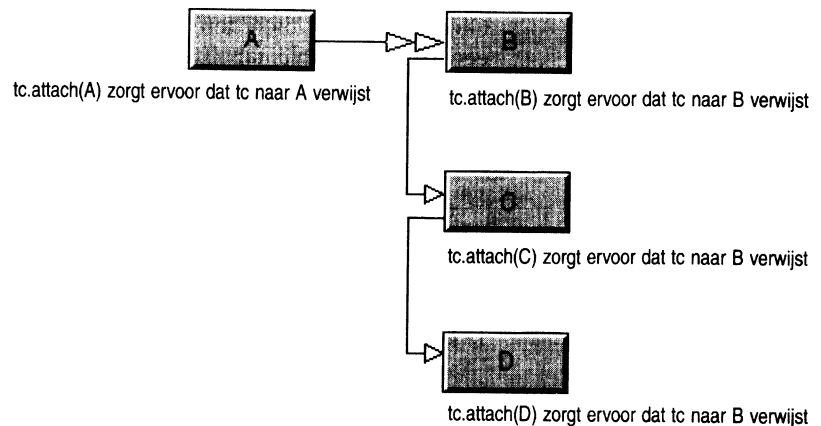 A
B
tc.attach(A) zorgt ervoor dat tc naar A verwijst
tc.attach(B) zorgt ervoor dat tc naar B verwijst
C
tc.attach(C) zorgt ervoor dat tc naar B verwijst
D
tc.attach(D) zorgt ervoor dat tc naar B verwijst